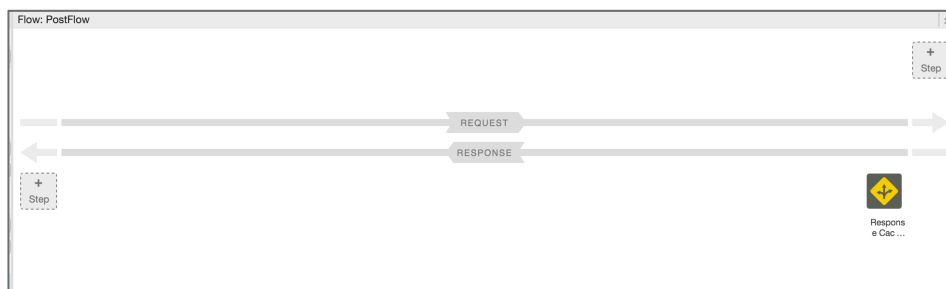 Flow: PostFlow
+
Step
REQUEST
RESPONSE
+
Step
Respons
e Cac ...